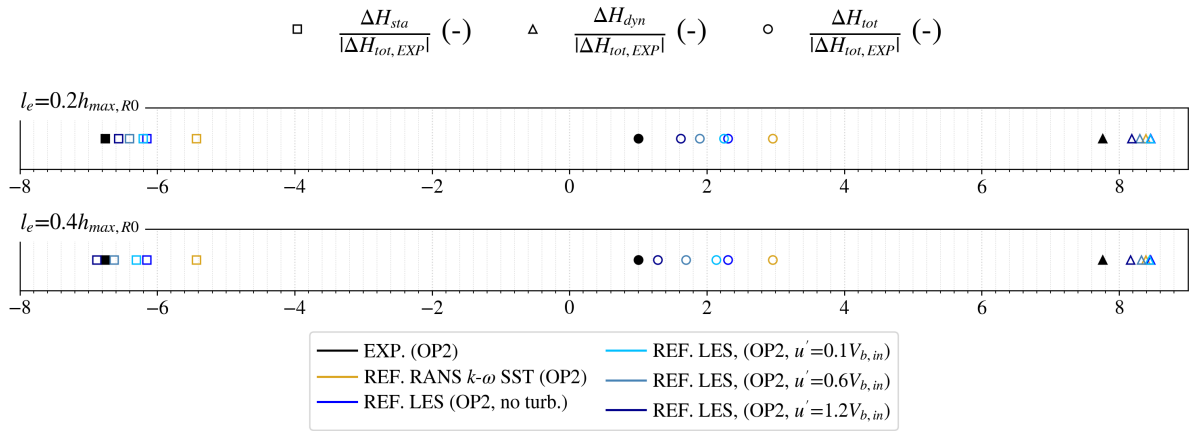 □ ΔH_sta / |ΔH_tot, EXP| (-) △ ΔH_dyn / |ΔH_tot, EXP| (-) ○ ΔH_tot / |ΔH_tot, EXP| (-)
l_e=0.2h_max, R0
−8 −6 −4 −2 0 2 4 6 8
l_e=0.4h_max, R0
−8 −6 −4 −2 0 2 4 6 8
EXP. (OP2)
REF. RANS k-ω SST (OP2)
REF. LES (OP2, no turb.)
REF. LES, (OP2, u′=0.1V_b, in)
REF. LES, (OP2, u′=0.6V_b, in)
REF. LES, (OP2, u′=1.2V_b, in)